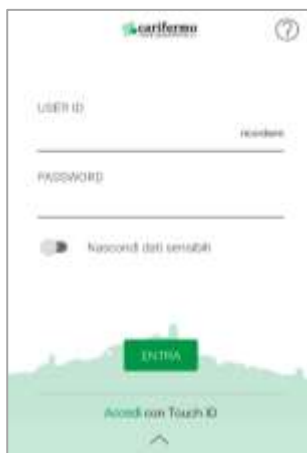 carifermo
?
USER ID
ricordami
PASSWORD
Nascondi dati sensibili
ENTRA
Accedi con Touch ID